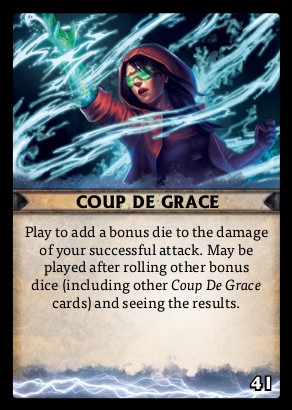 COUP DE GRACE
Play to add a bonus die to the damage
of your successful attack. May be
played after rolling other bonus
dice (including other Coup De Grace
cards) and seeing the results.
41